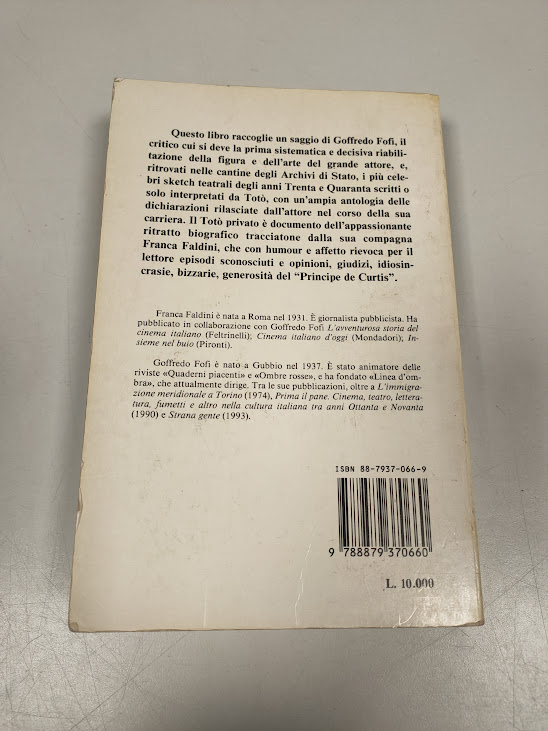 Questo libro raccoglie un saggio di Goffredo Fofi, il
critico cui si deve la prima sistematica e decisiva riabili-
tazione della figura e dell'arte del grande attore, e,
ritrovati nelle cantine degli Archivi di Stato, i più cele-
bri sketch teatrali degli anni Trenta e Quaranta scritti o
solo interpretati da Totò, con un'ampia antologia delle
dichiarazioni rilasciate dall'attore nel corso della sua
carriera. Il Totò privato è documento dell'appassionante
ritratto biografico tracciatone dalla sua compagna
Franca Faldini, che con humour e affetto rievoca per il
lettore episodi sconosciuti e opinioni, giudizi, idiosin-
crasie, bizzarie, generosità del "Principe de Curtis".
Franca Faldini è nata a Roma nel 1931. È giornalista pubblicista. Ha
pubblicato in collaborazione con Goffredo Fofi L'avventurosa storia del
cinema italiano (Feltrinelli); Cinema italiano d'oggi (Mondadori); In-
sieme nel buio (Pironti).
Goffredo Fofi è nato a Gubbio nel 1937. È stato animatore delle
riviste «Quaderni piacenti» e «Ombre rosse», e ha fondato «Linea d'om-
bra», che attualmente dirige. Tra le sue pubblicazioni, oltre a L'immigra-
zione meridionale a Torino (1974), Prima il pane. Cinema, teatro, lettera-
tura, fumetti e altro nella cultura italiana tra anni Ottanta e Novanta
(1990) e Strana gente (1993).
ISBN 88-7937-066-9
9 788879 370660
L. 10.000